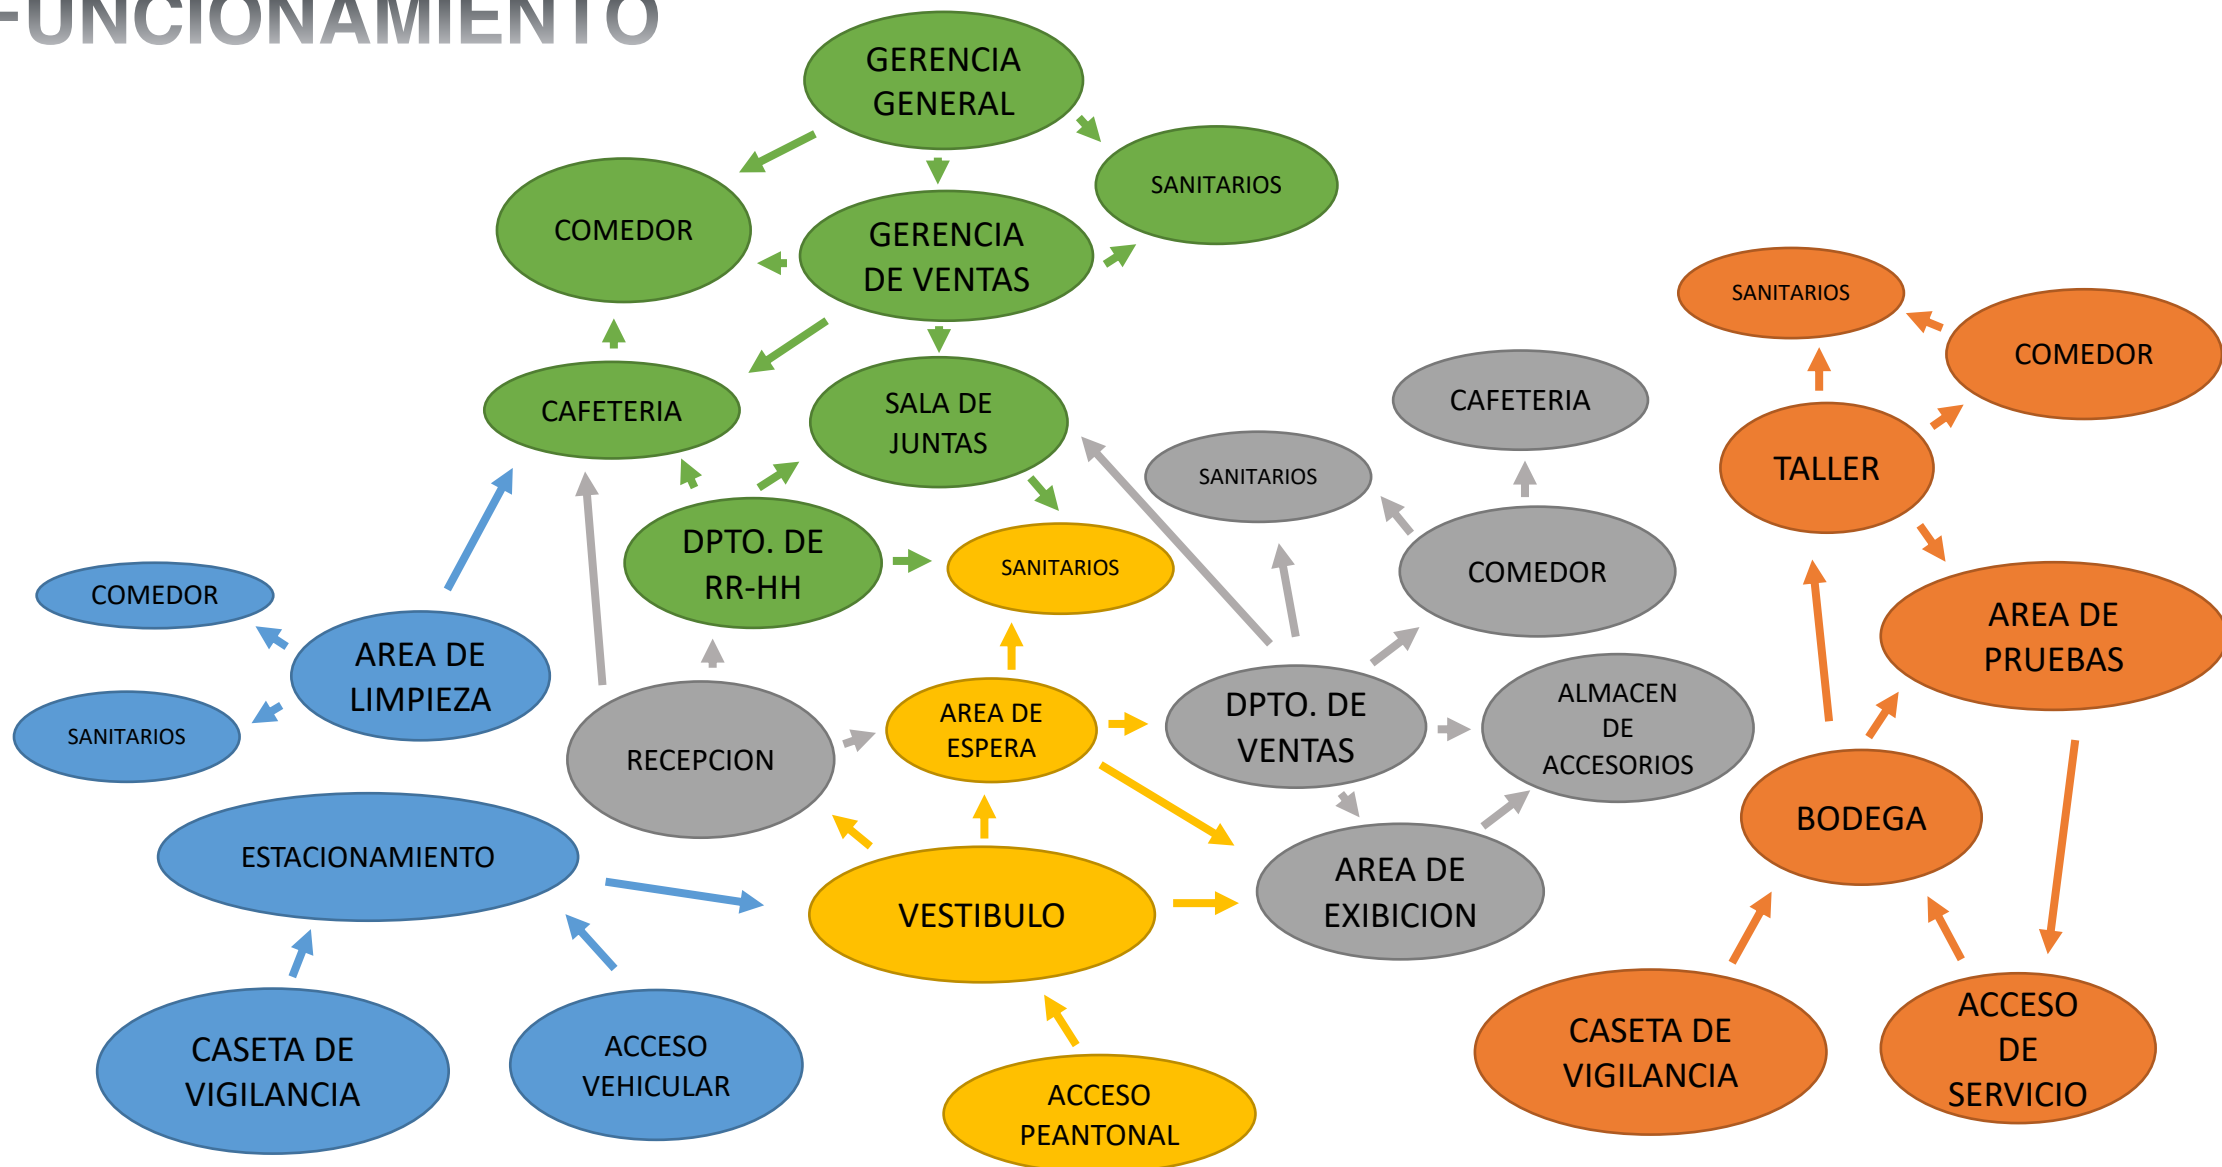 FUNCIONAMIENTO
GERENCIA
GENERAL
SANITARIOS
COMEDOR
GERENCIA
DE VENTAS
SANITARIOS
COMEDOR
CAFETERIA
SALA DE
JUNTAS
CAFETERIA
SANITARIOS
TALLER
DPTO. DE
RR-HH
SANITARIOS
COMEDOR
COMEDOR
AREA DE
LIMPIEZA
AREA DE
PRUEBAS
SANITARIOS
RECEPCION
AREA DE
ESPERA
DPTO. DE
VENTAS
ALMACEN
DE
ACCESORIOS
BODEGA
ESTACIONAMIENTO
VESTIBULO
AREA DE
EXIBICION
CASETA DE
VIGILANCIA
ACCESO
VEHICULAR
ACCESO
PEANTONAL
CASETA DE
VIGILANCIA
ACCESO
DE
SERVICIO